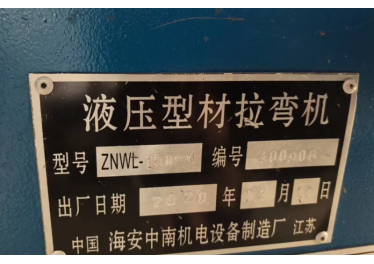 液压型材拉弯机
型号 ZNWL- 编号
出厂日期 2020 年 月 日
中国 海安中南机电设备制造厂 江苏